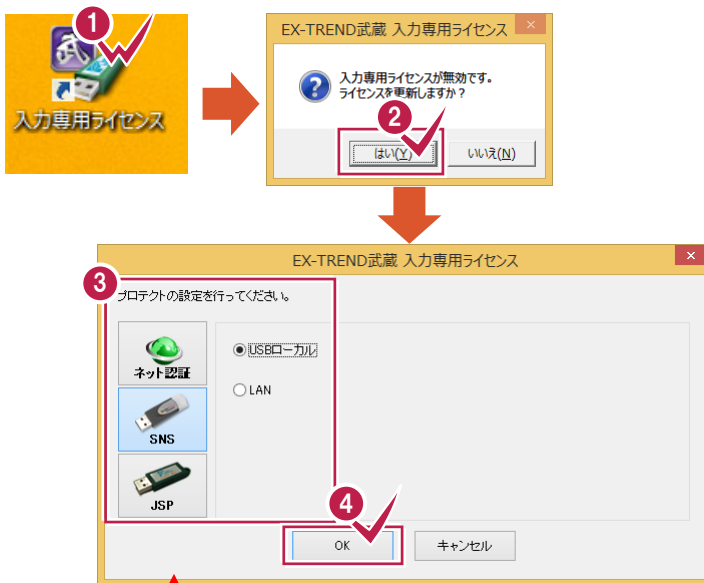 1
武
入力専用ライセンス
EX-TREND武蔵 入力専用ライセンス
入力専用ライセンスが無効です。
ライセンスを更新しますか？
2
はい(Y)
いいえ(N)
EX-TREND武蔵 入力専用ライセンス
3
プロテクトの設定を行ってください。
ネット認証
USBローカル
LAN
SNS
JSP
4
OK
キャンセル